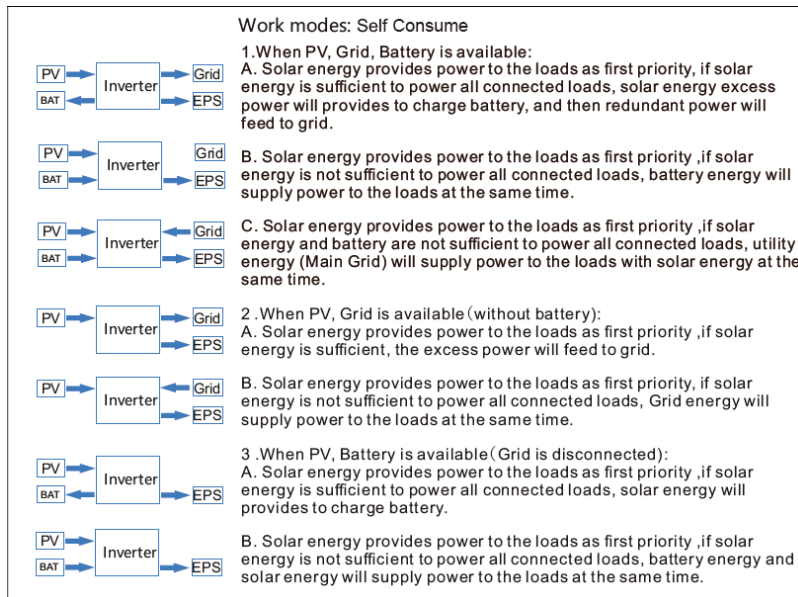 Work modes: Self Consume
1.When PV, Grid, Battery is available:
A. Solar energy provides power to the loads as first priority, if solar
energy is sufficient to power all connected loads, solar energy excess
power will provides to charge battery, and then redundant power will
feed to grid.
PV
Inverter
Grid
BAT
EPS
B. Solar energy provides power to the loads as first priority ,if solar
energy is not sufficient to power all connected loads, battery energy will
supply power to the loads at the same time.
PV
Inverter
Grid
BAT
EPS
C. Solar energy provides power to the loads as first priority ,if solar
energy and battery are not sufficient to power all connected loads, utility
energy (Main Grid) will supply power to the loads with solar energy at the
same time.
PV
Inverter
Grid
BAT
EPS
2 .When PV, Grid is available(without battery):
A. Solar energy provides power to the loads as first priority ,if solar
energy is sufficient, the excess power will feed to grid.
PV
Inverter
Grid
EPS
B. Solar energy provides power to the loads as first priority, if solar
energy is not sufficient to power all connected loads, Grid energy will
supply power to the loads at the same time.
PV
Inverter
Grid
EPS
3 .When PV, Battery is available(Grid is disconnected):
A. Solar energy provides power to the loads as first priority ,if solar
energy is sufficient to power all connected loads, solar energy will
provides to charge battery.
PV
Inverter
BAT
EPS
B. Solar energy provides power to the loads as first priority ,if solar
energy is not sufficient to power all connected loads, battery energy and
solar energy will supply power to the loads at the same time.
PV
Inverter
BAT
EPS